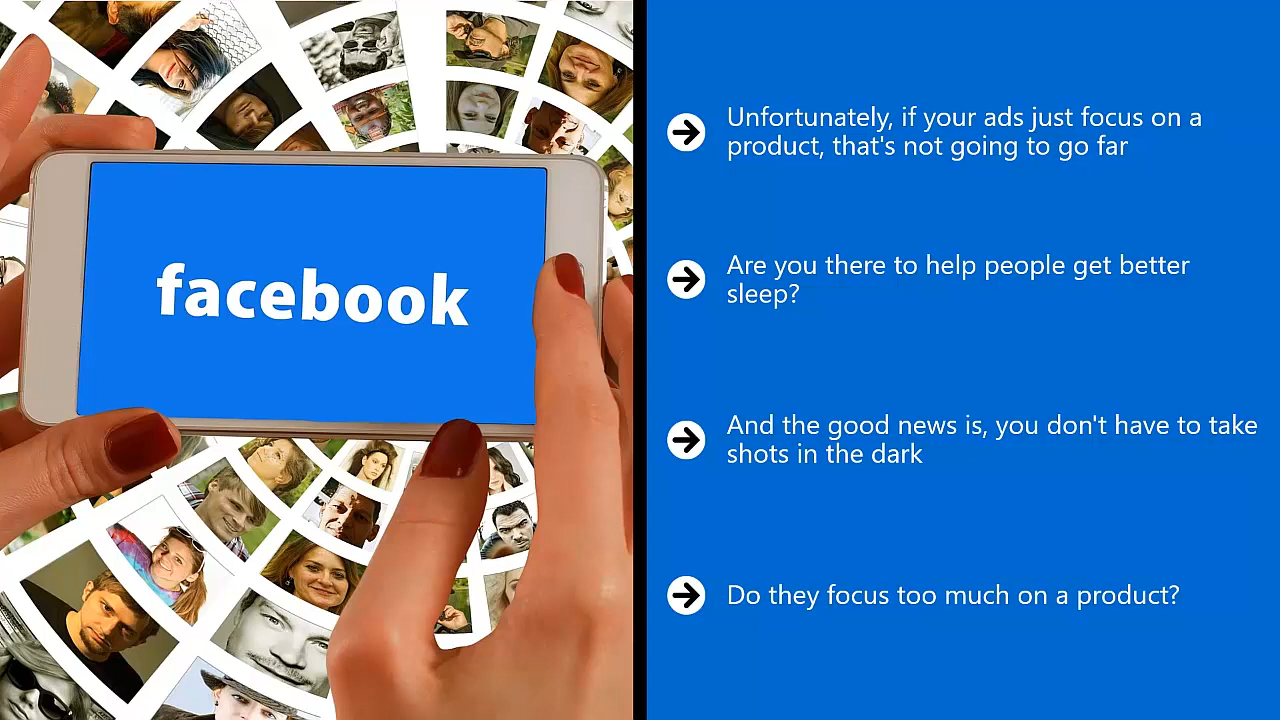 facebook
Unfortunately, if your ads just focus on a
product, that's not going to go far
Are you there to help people get better
sleep?
And the good news is, you don't have to take
shots in the dark
Do they focus too much on a product?